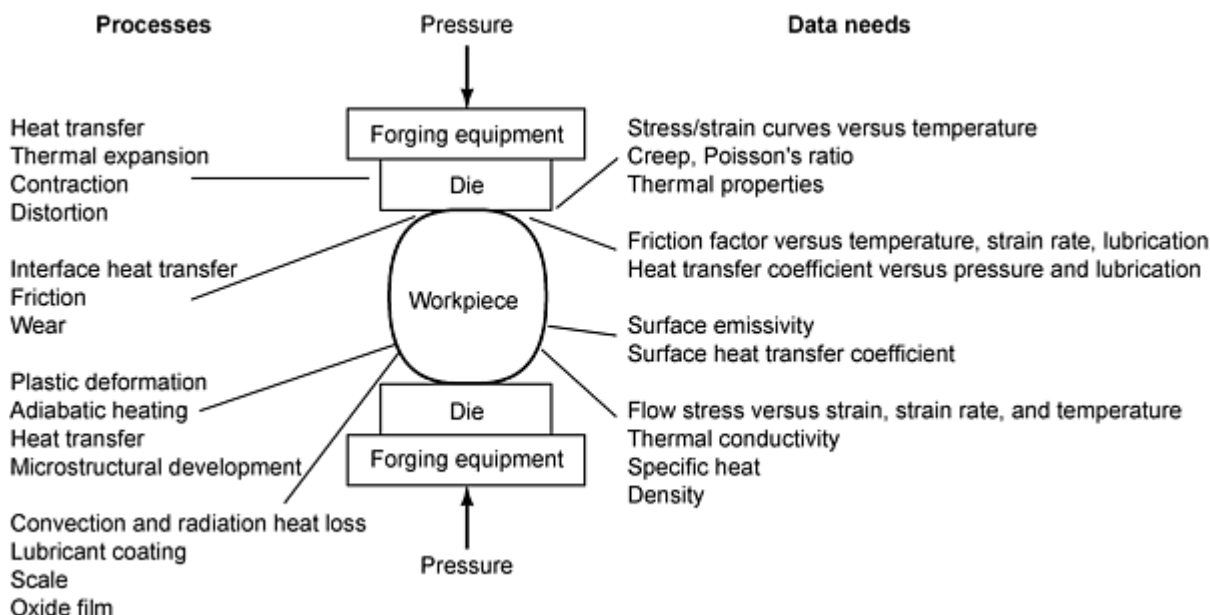 Processes
Pressure
Data needs
Heat transfer
Thermal expansion
Contraction
Distortion
Interface heat transfer
Friction
Wear
Plastic deformation
Adiabatic heating
Heat transfer
Microstructural development
Convection and radiation heat loss
Lubricant coating
Scale
Oxide film
Forging equipment
Die
Workpiece
Die
Forging equipment
Pressure
Stress/strain curves versus temperature
Creep, Poisson's ratio
Thermal properties
Friction factor versus temperature, strain rate, lubrication
Heat transfer coefficient versus pressure and lubrication
Surface emissivity
Surface heat transfer coefficient
Flow stress versus strain, strain rate, and temperature
Thermal conductivity
Specific heat
Density